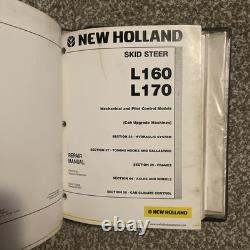 NEW HOLLAND
SKID STEER
L160
L170
Mechanical and Pilot Control Models
(Cab Upgrade Machines)
SECTION 35 - HYDRAULIC SYSTEM
SECTION 37 - TOWING HOOKS AND BALLASTING
SECTION 39 - FRAMES
SECTION 44 - AXLES AND WHEELS
SECTION 50 - CAB CLIMATE CONTROL
REPAIR
MANUAL
NEW HOLLAND